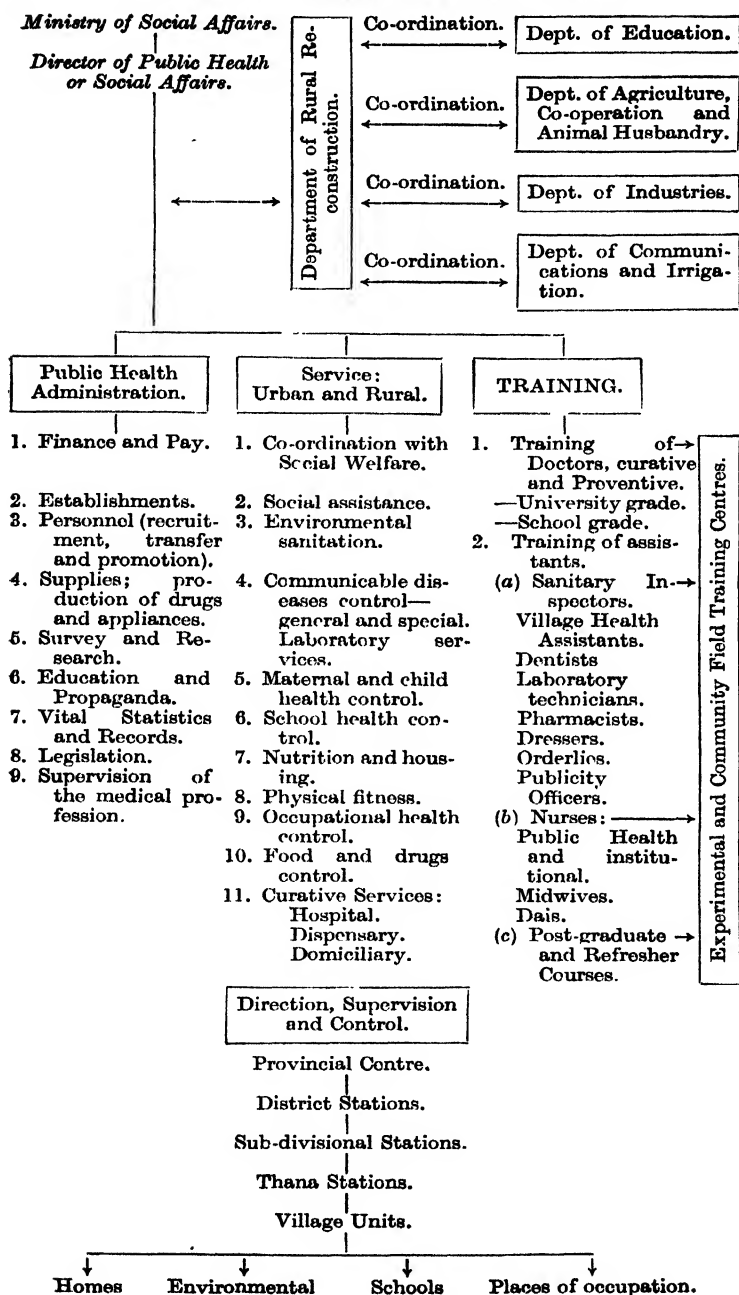 Ministry of Social Affairs.
Director of Public Health
or Social Affairs.
Department of Rural Re-
construction.
Co-ordination.
Dept. of Education.
Co-ordination.
Dept. of Agriculture,
Co-operation and
Animal Husbandry.
Co-ordination.
Dept. of Industries.
Co-ordination.
Dept. of Communi-
cations and Irriga-
tion.
Public Health
Administration.
1. Finance and Pay.
2. Establishments.
3. Personnel (recruit-
ment, transfer
and promotion).
4. Supplies; pro-
duction of drugs
and appliances.
5. Survey and Re-
search.
6. Education and
Propaganda.
7. Vital Statistics
and Records.
8. Legislation.
9. Supervision of
the medical pro-
fession.
Service:
Urban and Rural.
1. Co-ordination with
Social Welfare.
2. Social assistance.
3. Environmental
sanitation.
4. Communicable dis-
eases control—
general and special.
Laboratory ser-
vices.
5. Maternal and child
health control.
6. School health con-
trol.
7. Nutrition and hous-
ing.
8. Physical fitness.
9. Occupational health
control.
10. Food and drugs
control.
11. Curative Services:
Hospital.
Dispensary.
Domiciliary.
TRAINING.
1. Training of
Doctors, curative
and Preventive.
—University grade.
—School grade.
2. Training of assis-
tants.
(a) Sanitary In-
spectors.
Village Health
Assistants.
Dentists
Laboratory
technicians.
Pharmacists.
Dressers.
Orderlies.
Publicity
Officers.
(b) Nurses:
Public Health
and institu-
tional.
Midwives.
Dais.
(c) Post-graduate
and Refresher
Courses.
Experimental and Community Field Training Centres.
Direction, Supervision
and Control.
Provincial Centre.
District Stations.
Sub-divisional Stations.
Thana Stations.
Village Units.
Homes Environmental Schools Places of occupation.